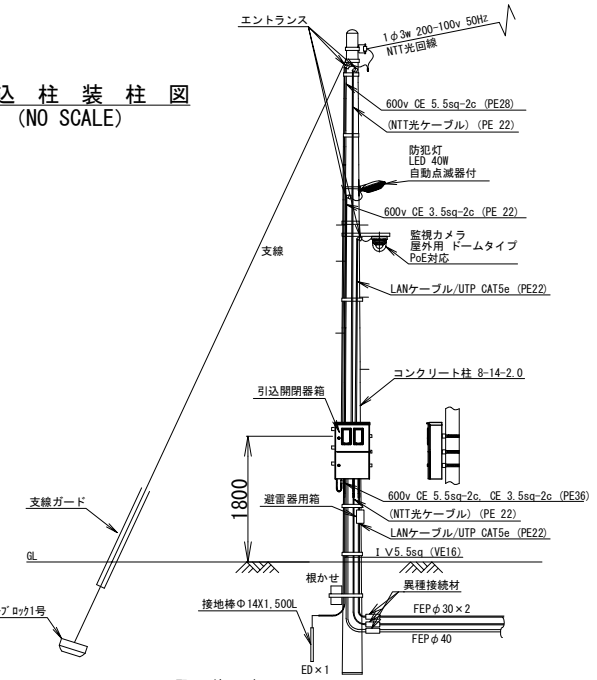 込 柱 装 柱 図
(NO SCALE)
エントランス
1φ3w 200-100v 50Hz
NTT光回線
600v CE 5.5sq-2c (PE28)
(NTT光ケーブル) (PE 22)
防犯灯
LED 40W
自動点滅器付
600v CE 3.5sq-2c (PE 22)
支線
監視カメラ
屋外用 ドームタイプ
PoE対応
LANケーブル/UTP CAT5e (PE22)
コンクリート柱 8-14-2.0
引込開閉器箱
1800
支線ガード
避雷器用箱
600v CE 5.5sq-2c, CE 3.5sq-2c (PE36)
(NTT光ケーブル) (PE 22)
LANケーブル/UTP CAT5e (PE22)
GL
IV5.5sq (VE16)
根かせ
異種接続材
接地棒Φ14X1,500L
FEPφ30×2
ブロック1号
FEPφ40
ED×1